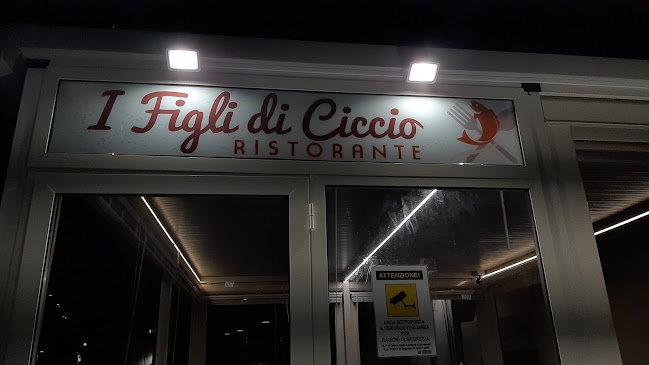 I Figli di Ciccio
RISTORANTE
ATTENZIONE!
AREA SOTTOPOSTA
A VIDEOSORVEGLIANZA
PER
RAGIONI DI SICUREZZA